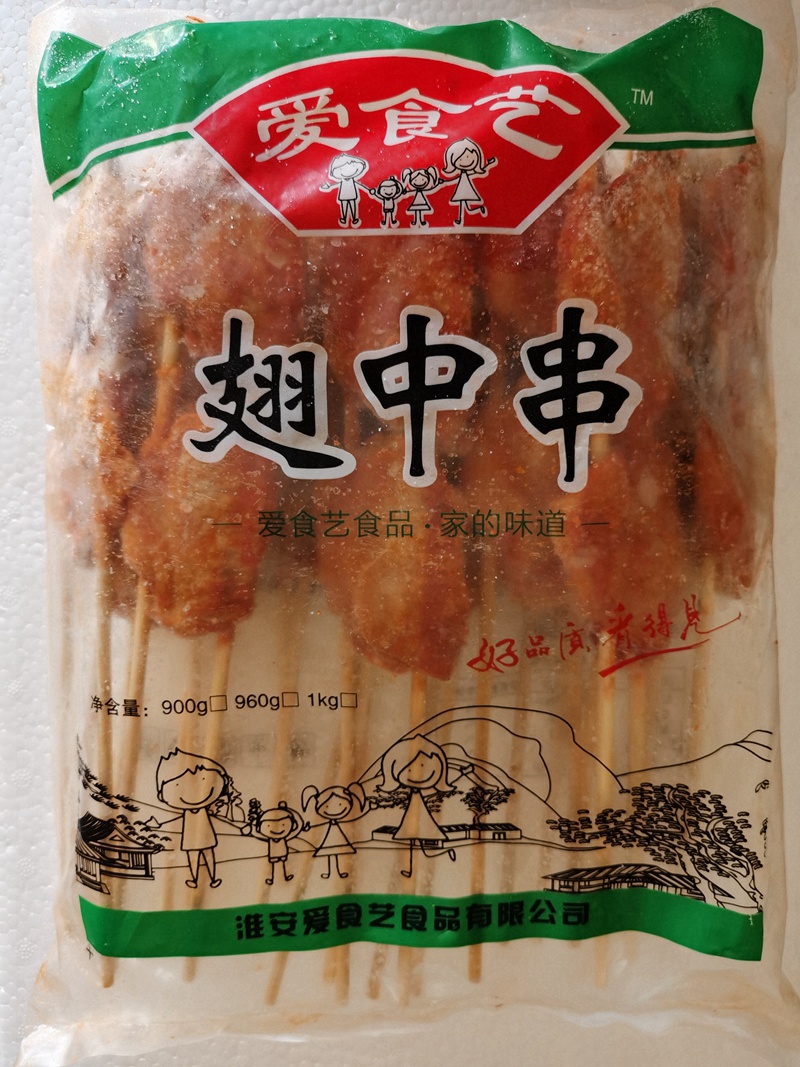 爱食艺 TM
翅中串
— 爱食艺食品·家的味道 —
好品质 看得见
净含量：900g□ 960g□ 1kg□
淮安爱食艺食品有限公司